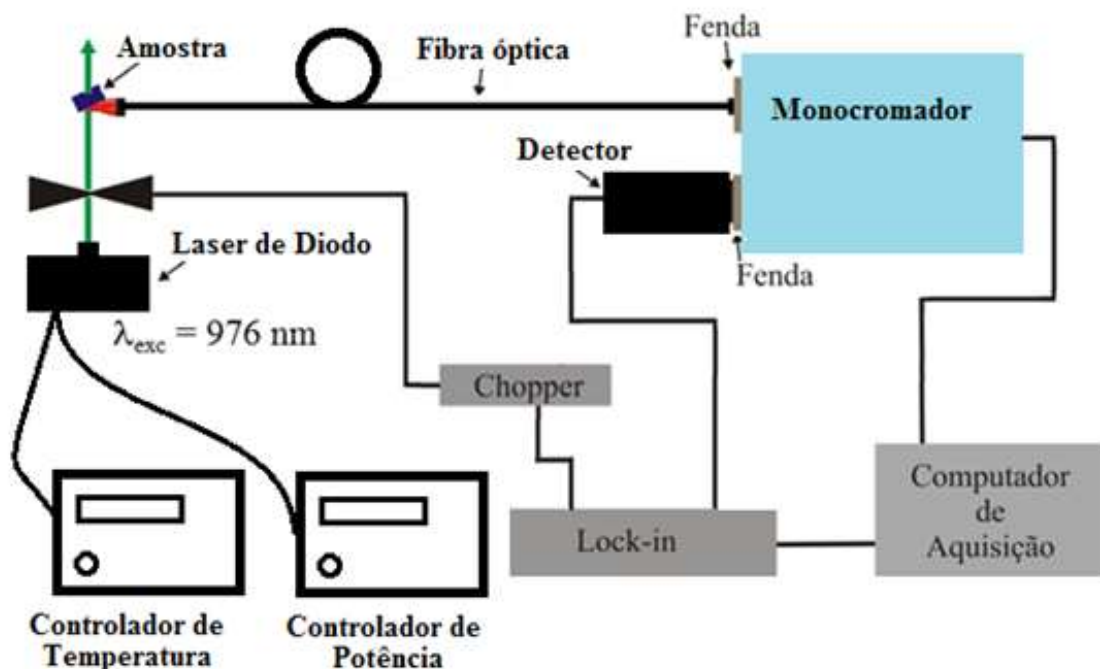 Amostra
Fibra óptica
Fenda
Monocromador
Detector
Fenda
Laser de Diodo
λexc = 976 nm
Chopper
Lock-in
Computador
de
Aquisição
Controlador de
Temperatura
Controlador de
Potência